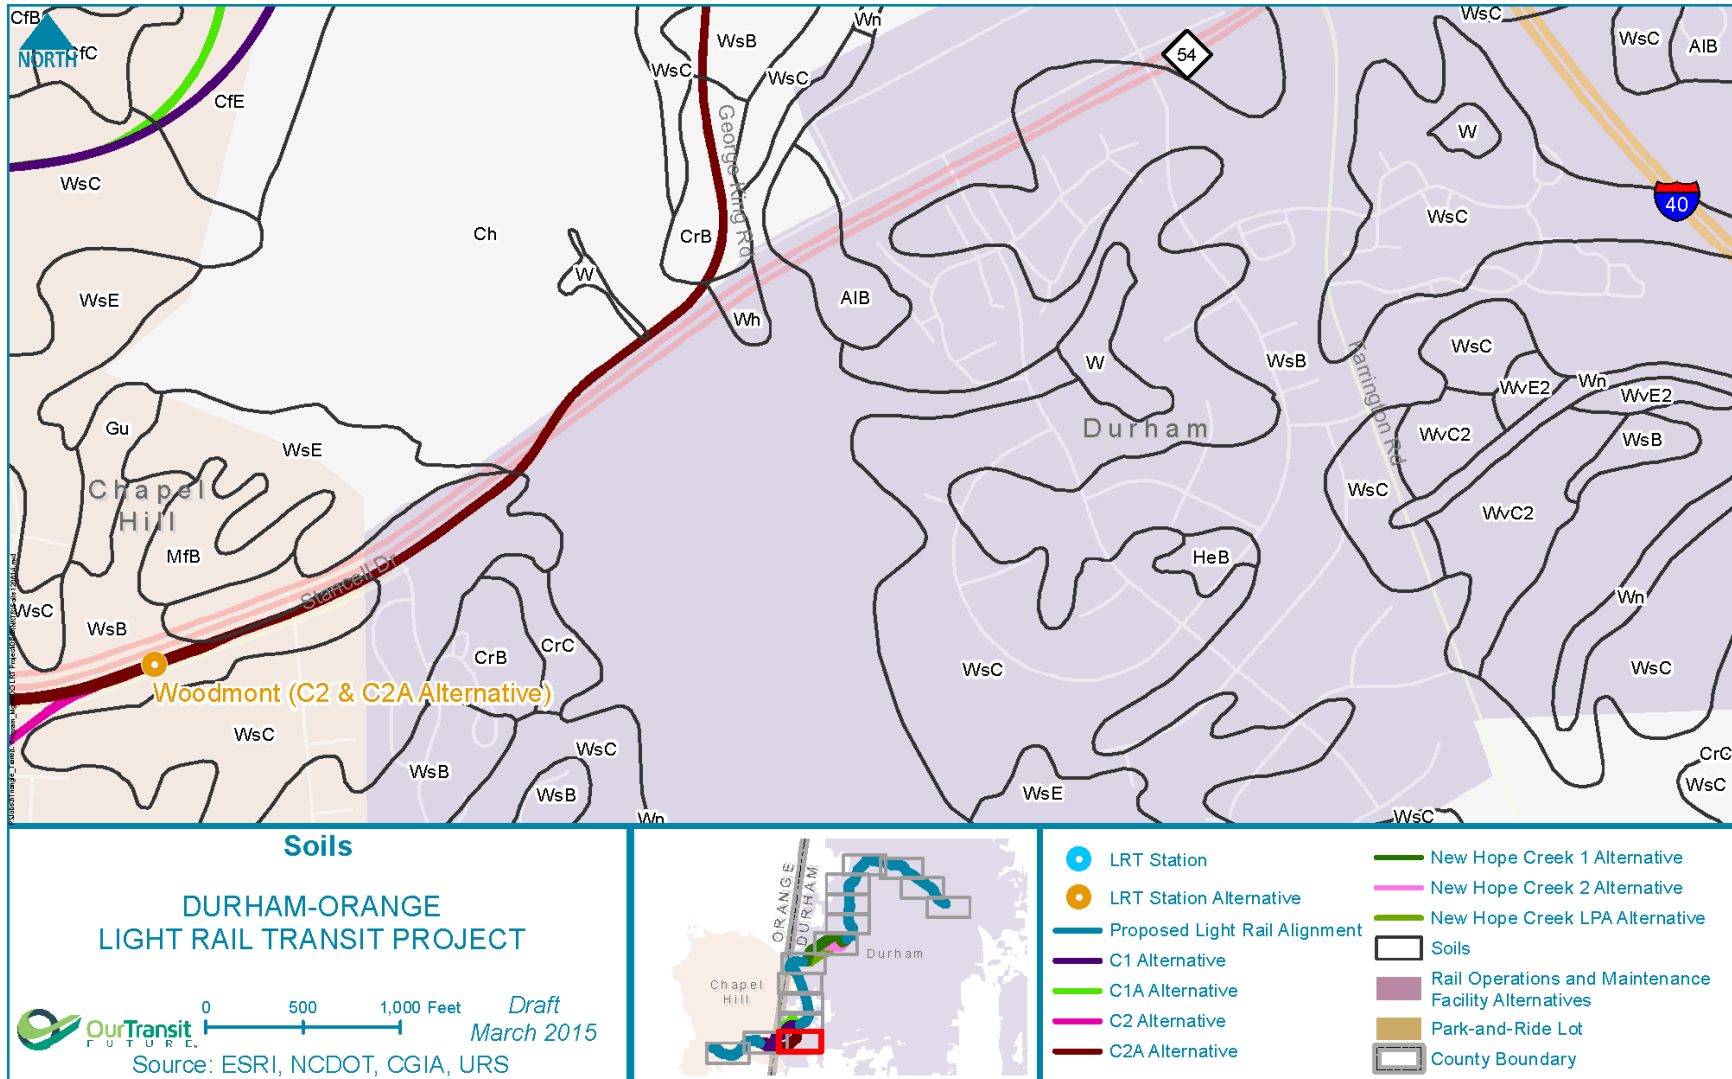 CfB
NORTH
CfC
CfE
WsC
WsE
Gu
WsE
Chapel
Hill
MfB
WsC
WsB
Stancell Dr
Woodmont (C2 & C2A Alternative)
WsC
Ch
W
WsB
Wn
WsC
WsC
George King Rd
CrB
Wh
AlB
54
W
Durham
WsB
HeB
WsC
WsE
CrB
CrC
WsB
WsC
WsB
Wn
WsC
WsC
AlB
W
40
WsC
Farrington Rd
WsC
WvE2
Wn
WvE2
WvC2
WsB
WsC
WvC2
Wn
WsC
CrC
WsC
WsC
Soils
DURHAM-ORANGE
LIGHT RAIL TRANSIT PROJECT
0 500 1,000 Feet
Draft
March 2015
OurTransit
FUTURE
Source: ESRI, NCDOT, CGIA, URS
ORANGE
DURHAM
Chapel
Hill
Durham
LRT Station
LRT Station Alternative
Proposed Light Rail Alignment
C1 Alternative
C1A Alternative
C2 Alternative
C2A Alternative
New Hope Creek 1 Alternative
New Hope Creek 2 Alternative
New Hope Creek LPA Alternative
Soils
Rail Operations and Maintenance
Facility Alternatives
Park-and-Ride Lot
County Boundary